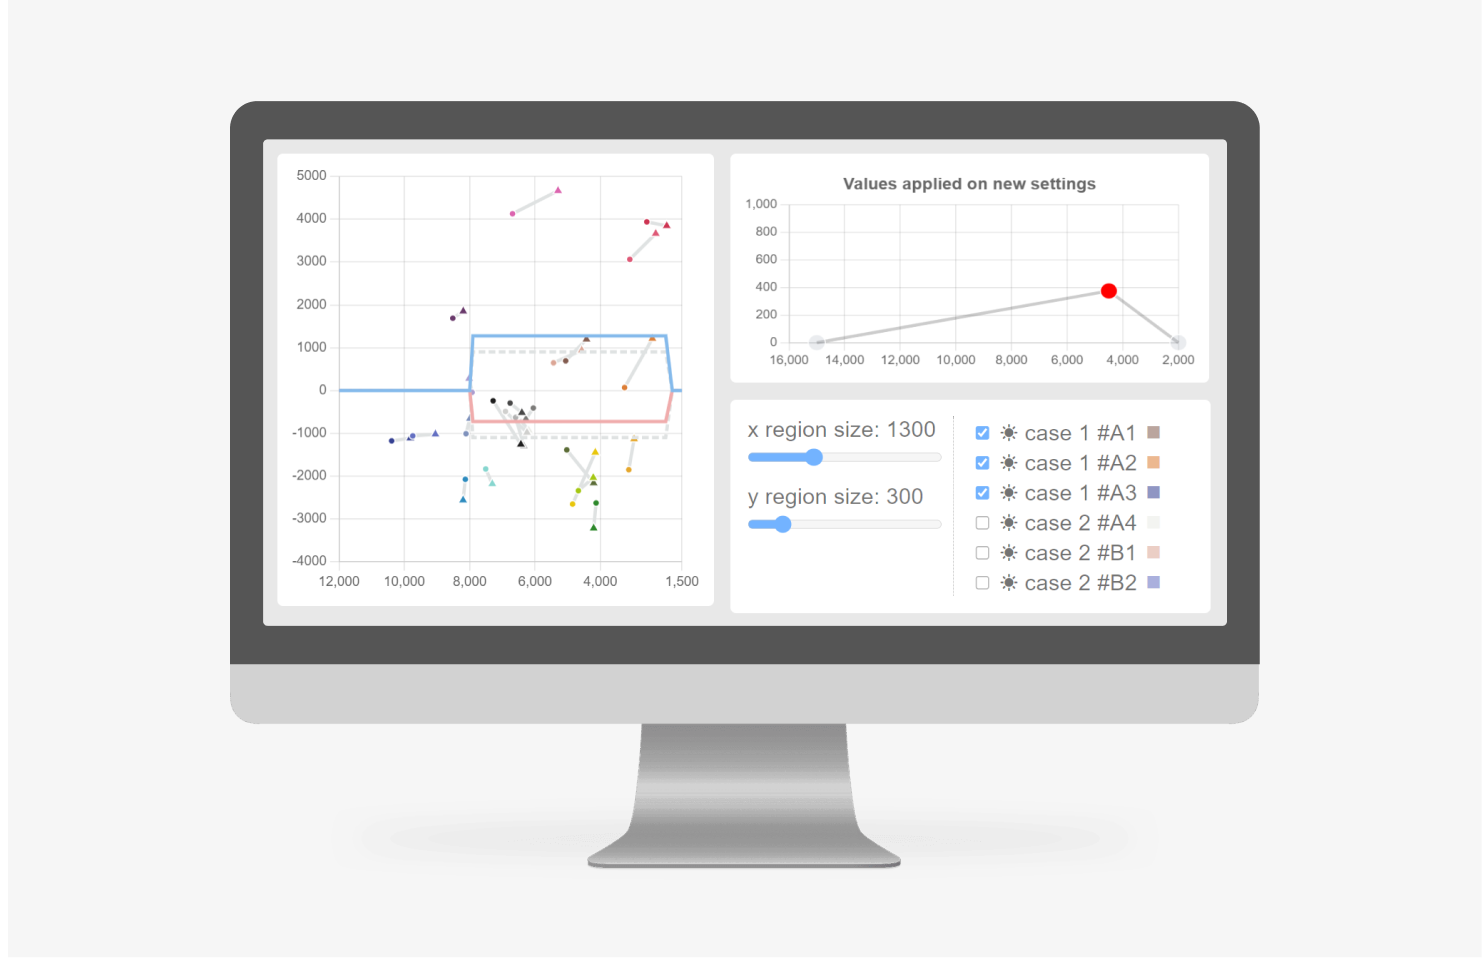 5000
4000
3000
2000
1000
0
-1000
-2000
-3000
-4000
12,000 10,000 8,000 6,000 4,000 1,500
Values applied on new settings
1,000
800
600
400
200
0
16,000 14,000 12,000 10,000 8,000 6,000 4,000 2,000
x region size: 1300
y region size: 300
case 1 #A1
case 1 #A2
case 1 #A3
case 2 #A4
case 2 #B1
case 2 #B2